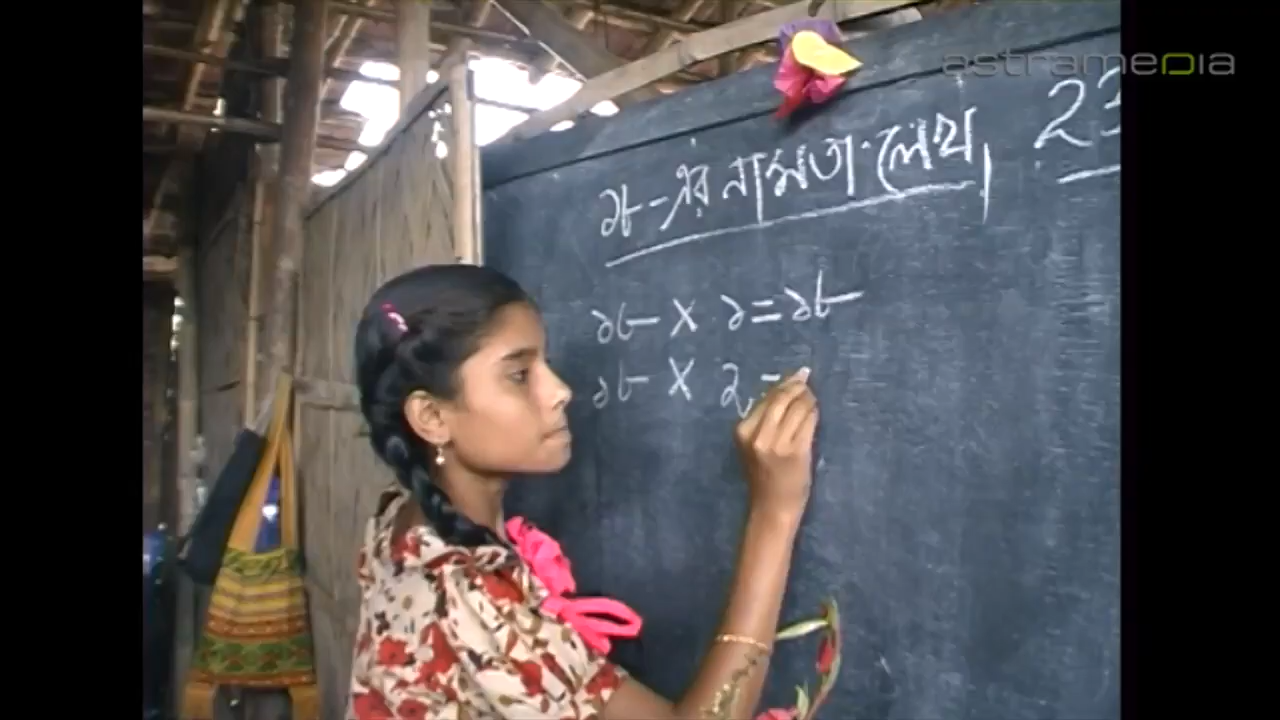 astramedia
১৮-এর নামতা লেখ,
১৮ X ১ = ১৮
১৮ X ২ =